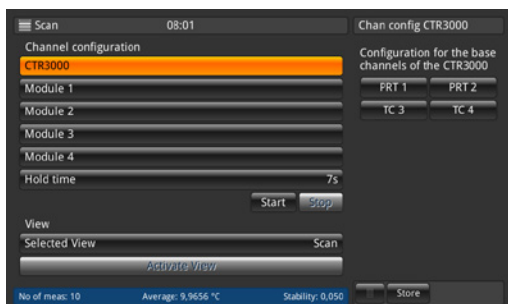 Scan 08:01
Channel configuration
CTR3000
Module 1
Module 2
Module 3
Module 4
Hold time 7s
Start Stop
View
Selected View Scan
Activate View
No of meas: 10 Average: 9,9656 °C Stability: 0,050
Chan config CTR3000
Configuration for the base
channels of the CTR3000
PRT 1 PRT 2
TC 3 TC 4
Store